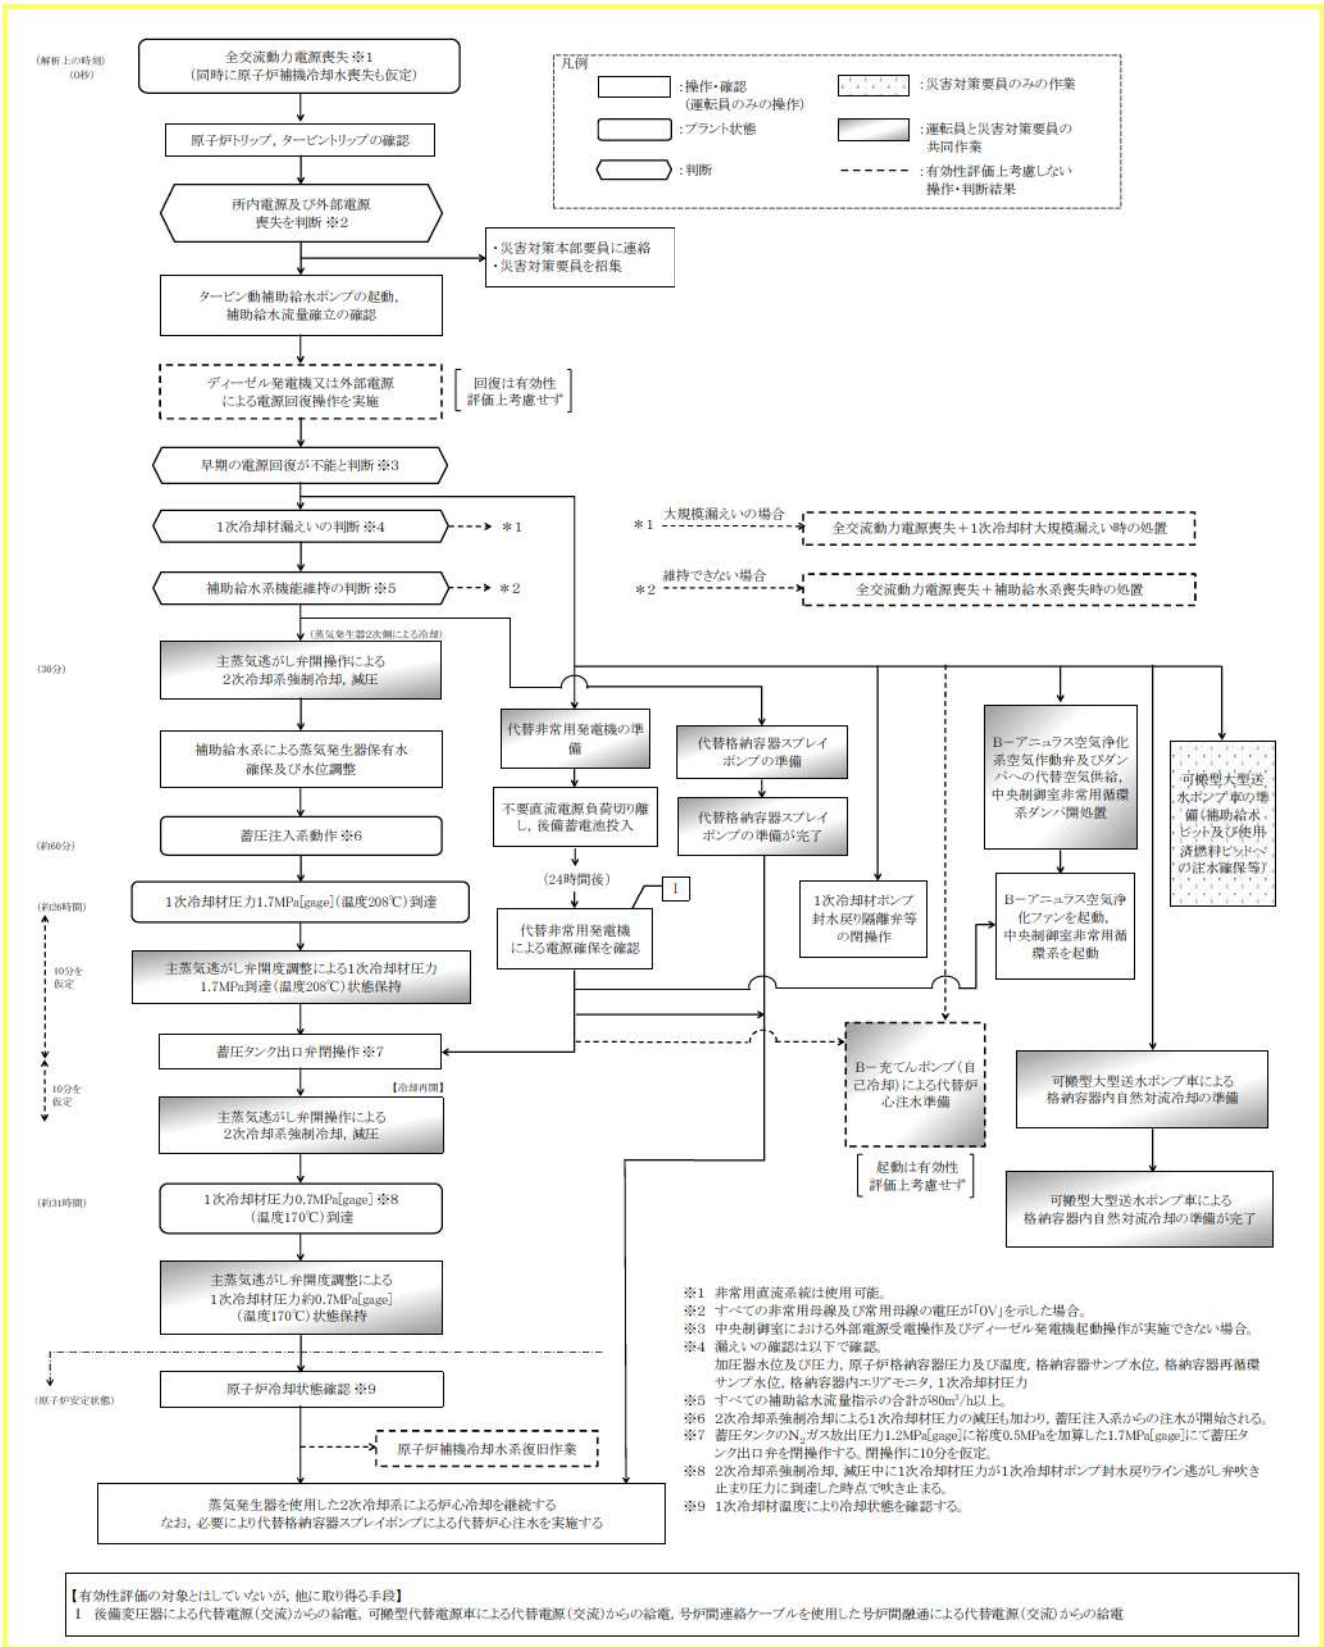 (解析上の時刻)
(0秒)
全交流動力電源喪失※1
(同時に原子炉補機冷却水喪失も仮定)
原子炉トリップ，タービントリップの確認
所内電源及び外部電源
喪失を判断※2
・災害対策本部要員に連絡
・災害対策要員を招集
凡例
：操作・確認
(運転員のみの操作)
：プラント状態
：判断
：災害対策要員のみの作業
：運転員と災害対策要員の
共同作業
：有効性評価上考慮しない
操作・判断結果
タービン動補助給水ポンプの起動，
補助給水流量確立の確認
ディーゼル発電機又は外部電源
による電源回復操作を実施
回復は有効性
評価上考慮せず
早期の電源回復が不能と判断※3
1次冷却材漏えいの判断※4
＊1
＊1
大規模漏えいの場合
全交流動力電源喪失＋1次冷却材大規模漏えい時の処置
補助給水系機能維持の判断※5
＊2
＊2
維持できない場合
全交流動力電源喪失＋補助給水系喪失時の処置
(蒸気発生器2次側による冷却)
(30分)
主蒸気逃がし弁開操作による
2次冷却系強制冷却，減圧
補助給水系による蒸気発生器保有水
確保及び水位調整
(約60分)
蓄圧注入系動作※6
(約26時間)
1次冷却材圧力1.7MPa[gage](温度208℃)到達
10分を
仮定
主蒸気逃がし弁開度調整による1次冷却材圧力
1.7MPa到達(温度208℃)状態保持
蓄圧タンク出口弁閉操作※7
10分を
仮定
【冷却再開】
主蒸気逃がし弁開操作による
2次冷却系強制冷却，減圧
(約31時間)
1次冷却材圧力0.7MPa[gage]※8
(温度170℃)到達
主蒸気逃がし弁開度調整による
1次冷却材圧力約0.7MPa[gage]
(温度170℃)状態保持
(原子炉安定状態)
原子炉冷却状態確認※9
原子炉補機冷却水系復旧作業
蒸気発生器を使用した2次冷却系による炉心冷却を継続する
なお，必要により代替格納容器スプレイポンプによる代替炉心注水を実施する
代替非常用発電機の準
備
不要直流電源負荷切り離
し，後備蓄電池投入
(24時間後)
I
代替非常用発電機
による電源確保を確認
代替格納容器スプレイ
ポンプの準備
代替格納容器スプレイ
ポンプの準備が完了
1次冷却材ポンプ
封水戻り隔離弁等
の閉操作
B－アニュラス空気浄化
系空気作動弁及びダン
パへの代替空気供給，
中央制御室非常用循環
系ダンパ開処置
B－アニュラス空気浄
化ファンを起動，
中央制御室非常用循
環系を起動
可搬型大型送
水ポンプ車の準
備(補助給水
ピット及び使用
済燃料ピットへ
の注水確保等)
B－充てんポンプ(自
己冷却)による代替炉
心注水準備
起動は有効性
評価上考慮せず
可搬型大型送水ポンプ車による
格納容器内自然対流冷却の準備
可搬型大型送水ポンプ車による
格納容器内自然対流冷却の準備が完了
※1 非常用直流系統は使用可能。
※2 すべての非常用母線及び常用母線の電圧が「0V」を示した場合。
※3 中央制御室における外部電源受電操作及びディーゼル発電機起動操作が実施できない場合。
※4 漏えいの確認は以下で確認。
加圧器水位及び圧力，原子炉格納容器圧力及び温度，格納容器サンプ水位，格納容器再循環
サンプ水位，格納容器内エリアモニタ，1次冷却材圧力
※5 すべての補助給水流量指示の合計が80m³/h以上。
※6 2次冷却系強制冷却による1次冷却材圧力の減圧も加わり，蓄圧注入系からの注水が開始される。
※7 蓄圧タンクのN₂ガス放出圧力1.2MPa[gage]に裕度0.5MPaを加算した1.7MPa[gage]にて蓄圧タ
ンク出口弁を閉操作する。閉操作に10分を仮定。
※8 2次冷却系強制冷却，減圧中に1次冷却材圧力が1次冷却材ポンプ封水戻りライン逃がし弁吹き
止まり圧力に到達した時点で吹き止まる。
※9 1次冷却材温度により冷却状態を確認する。
【有効性評価の対象とはしていないが，他に取り得る手段】
I 後備変圧器による代替電源(交流)からの給電，可搬型代替電源車による代替電源(交流)からの給電，号炉間連絡ケーブルを使用した号炉間融通による代替電源(交流)からの給電